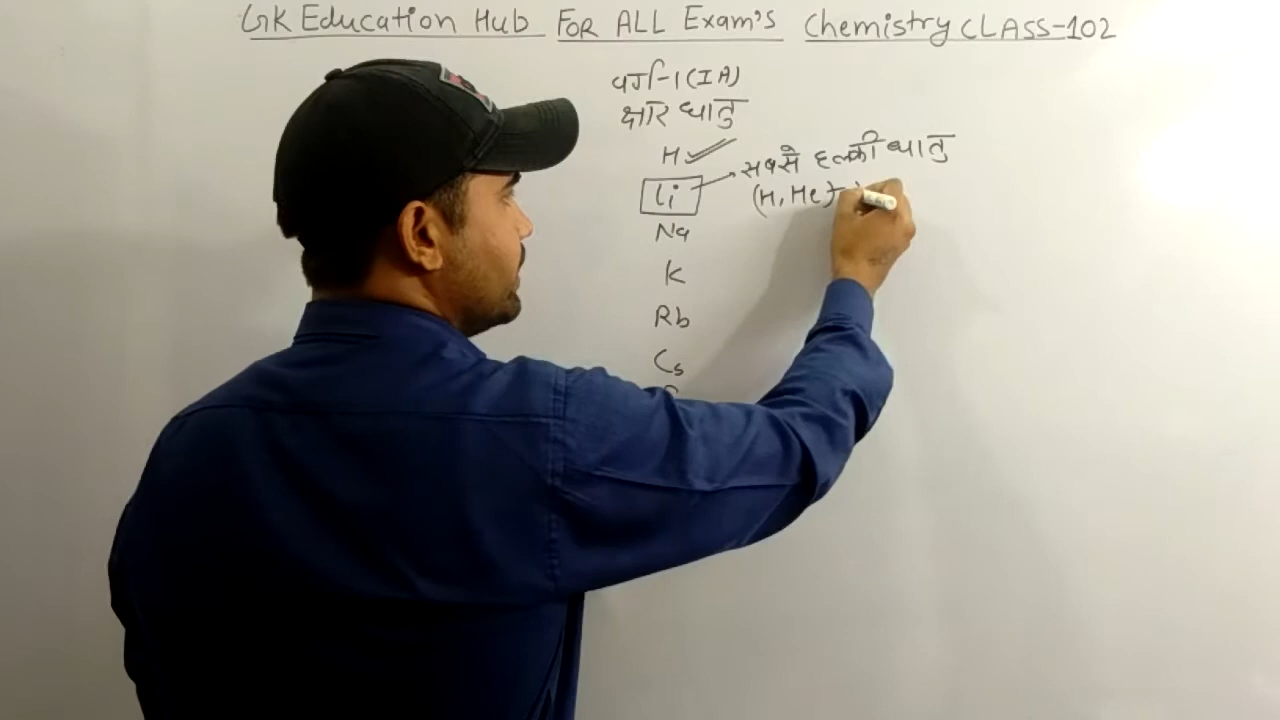 GK Education Hub FOR ALL Exam's Chemistry CLASS-102
वर्ग-1(IA)
क्षार धातु
H
Li → सबसे हल्की धातु
(H, He
Na
K
Rb
Cs